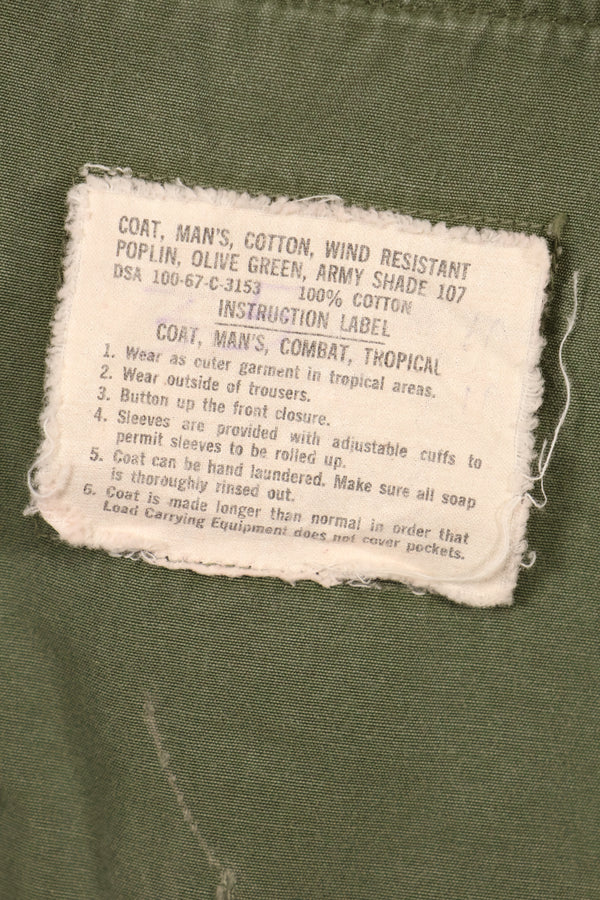 COAT, MAN'S, COTTON, WIND RESISTANT
POPLIN, OLIVE GREEN, ARMY SHADE 107
DSA 100-67-C-3153 100% COTTON
INSTRUCTION LABEL
COAT, MAN'S, COMBAT, TROPICAL
1. Wear as outer garment in tropical areas.
2. Wear outside of trousers.
3. Button up the front closure.
4. Sleeves are provided with adjustable cuffs to
permit sleeves to be rolled up.
5. Coat can be hand laundered. Make sure all soap
is thoroughly rinsed out.
6. Coat is made longer than normal in order that
Load Carrying Equipment does not cover pockets.